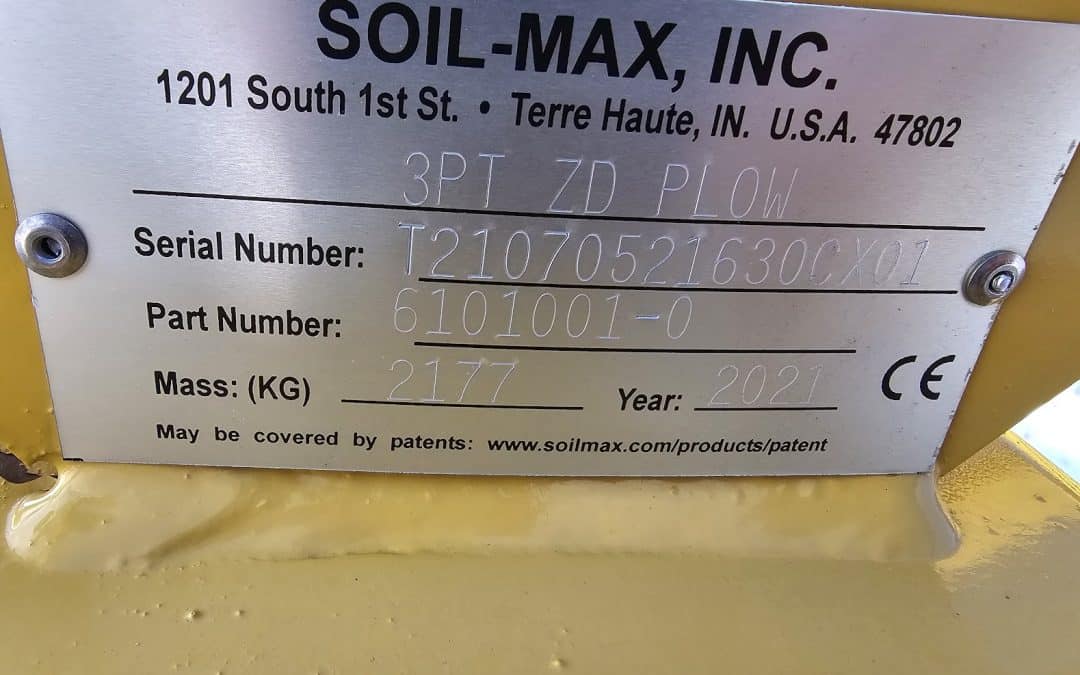 SOIL-MAX, INC.
1201 South 1st St. • Terre Haute, IN. U.S.A. 47802
3PT ZD PLOW
Serial Number: T21070521630CX01
Part Number: 6101001-0
Mass: (KG) 2177 Year: 2021 CE
May be covered by patents: www.soilmax.com/products/patent